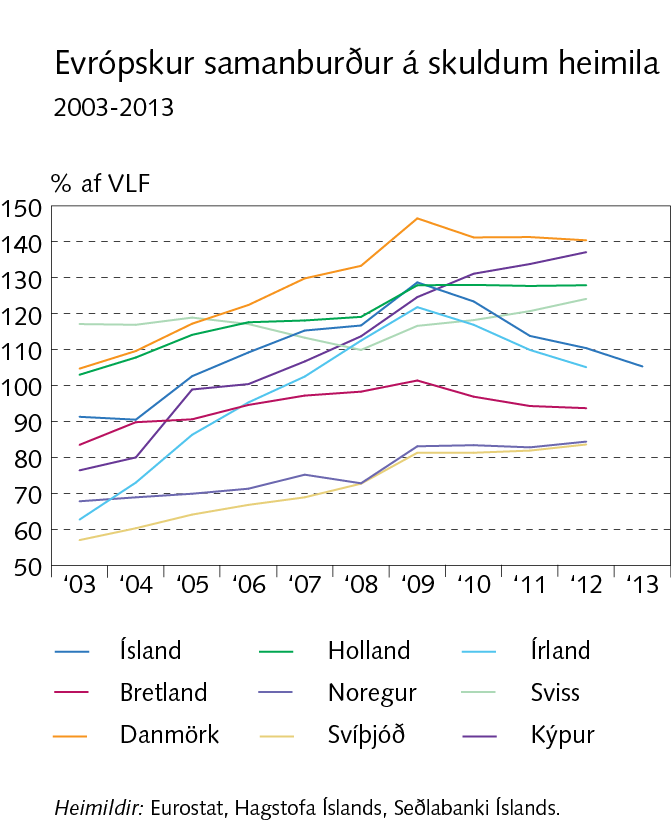 Evrópskur samanburður á skuldum heimila
2003-2013
% af VLF
150
140
130
120
110
100
90
80
70
60
50
‘03 ‘04 ‘05 ‘06 ‘07 ‘08 ‘09 ‘10 ‘11 ‘12 ‘13
Ísland Holland Írland
Bretland Noregur Sviss
Danmörk Svíþjóð Kýpur
Heimildir: Eurostat, Hagstofa Íslands, Seðlabanki Íslands.